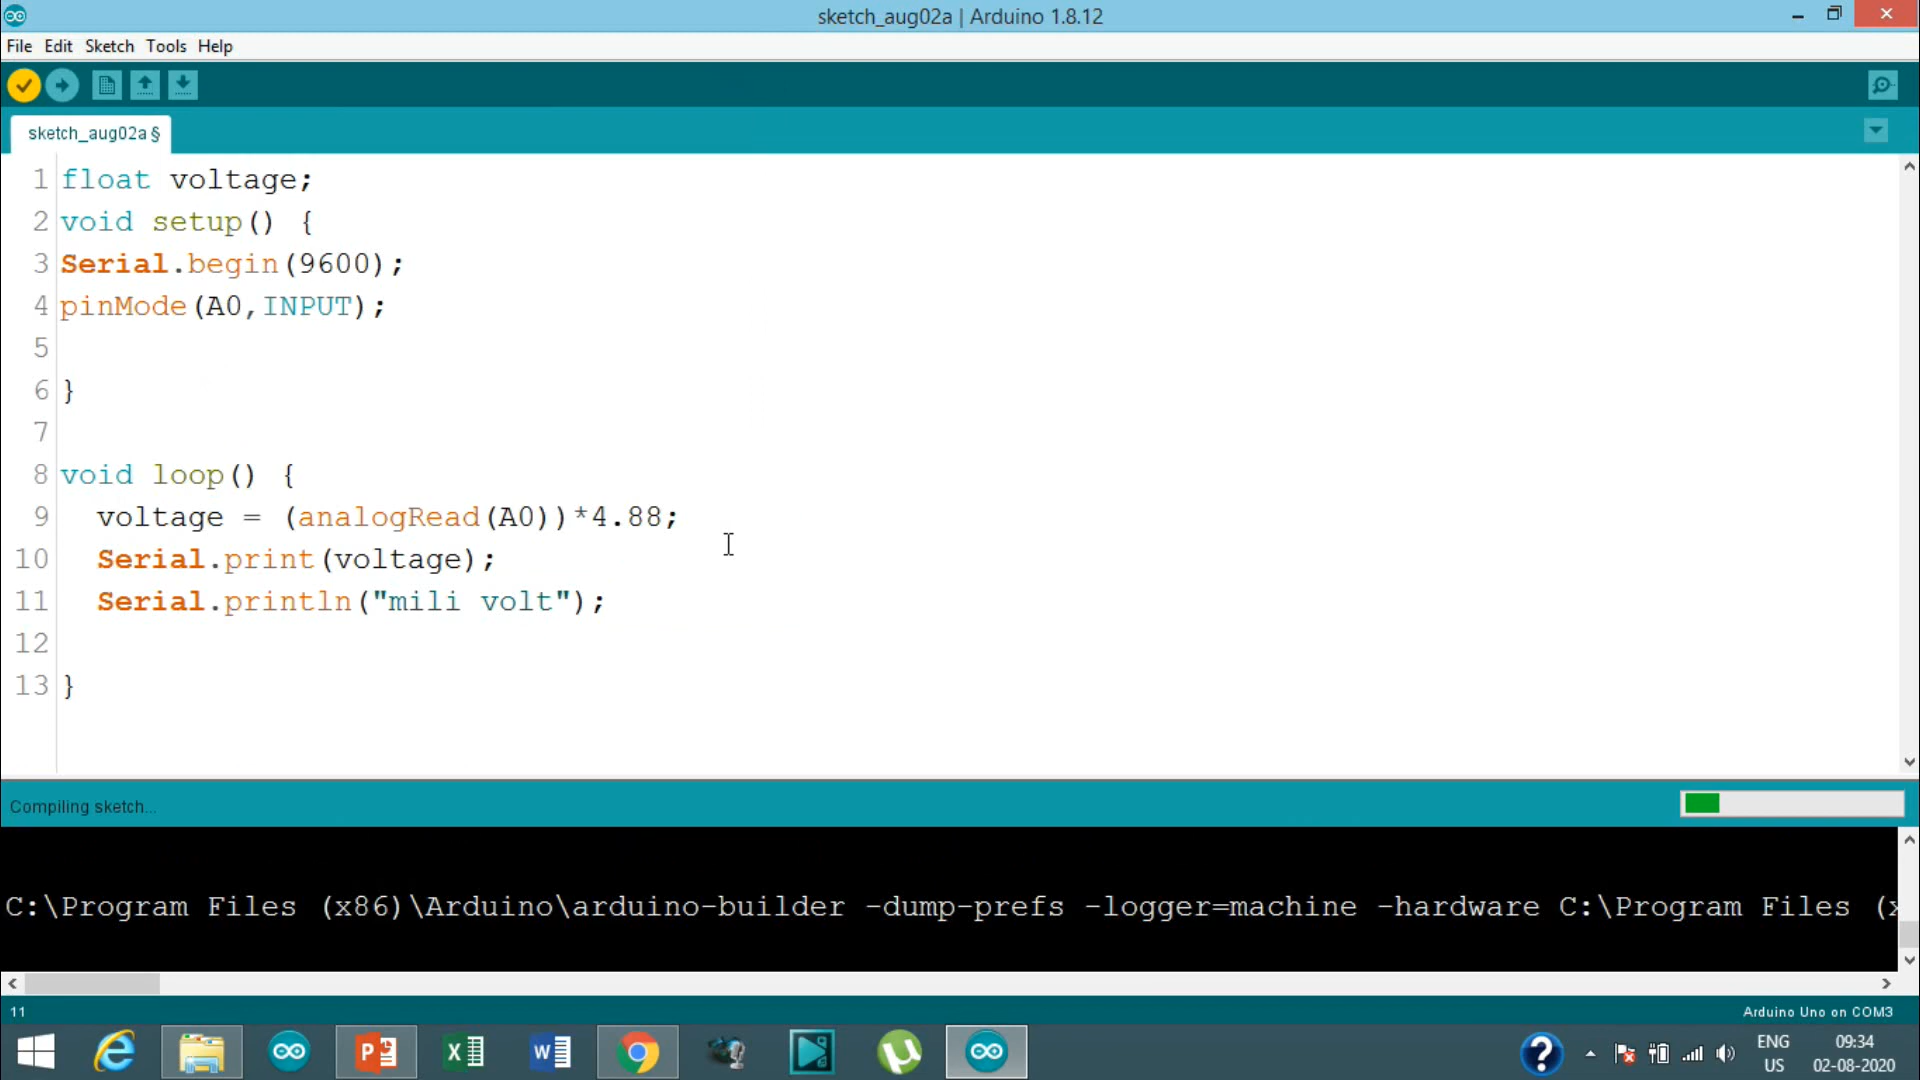 sketch_aug02a | Arduino 1.8.12
File Edit Sketch Tools Help
sketch_aug02a §
1 float voltage;
2 void setup() {
3 Serial.begin(9600);
4 pinMode(A0,INPUT);
5
6 }
7
8 void loop() {
9 voltage = (analogRead(A0))*4.88;
10 Serial.print(voltage);
11 Serial.println("mili volt");
12
13 }
Compiling sketch...
C:\Program Files (x86)\Arduino\arduino-builder -dump-prefs -logger=machine -hardware C:\Program Files (x
11
Arduino Uno on COM3
ENG 09:34
US 02-08-2020